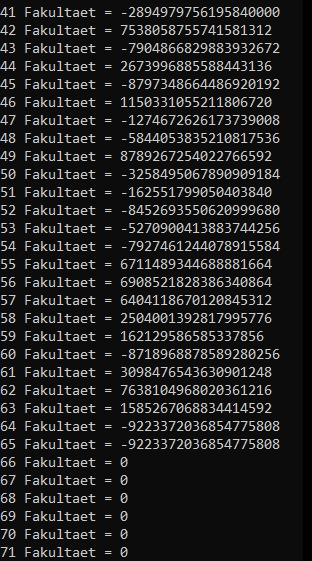 41 Fakultaet = -2894979756195840000
42 Fakultaet = 7538058755741581312
43 Fakultaet = -7904866829883932672
44 Fakultaet = 2673996885588443136
45 Fakultaet = -8797348664486920192
46 Fakultaet = 1150331055211806720
47 Fakultaet = -1274672626173739008
48 Fakultaet = -5844053835210817536
49 Fakultaet = 8789267254022766592
50 Fakultaet = -3258495067890909184
51 Fakultaet = -162551799050403840
52 Fakultaet = -8452693550620999680
53 Fakultaet = -5270900413883744256
54 Fakultaet = -7927461244078915584
55 Fakultaet = 6711489344688881664
56 Fakultaet = 6908521828386340864
57 Fakultaet = 6404118670120845312
58 Fakultaet = 2504001392817995776
59 Fakultaet = 162129586585337856
60 Fakultaet = -8718968878589280256
61 Fakultaet = 3098476543630901248
62 Fakultaet = 7638104968020361216
63 Fakultaet = 1585267068834414592
64 Fakultaet = -9223372036854775808
65 Fakultaet = -9223372036854775808
66 Fakultaet = 0
67 Fakultaet = 0
68 Fakultaet = 0
69 Fakultaet = 0
70 Fakultaet = 0
71 Fakultaet = 0